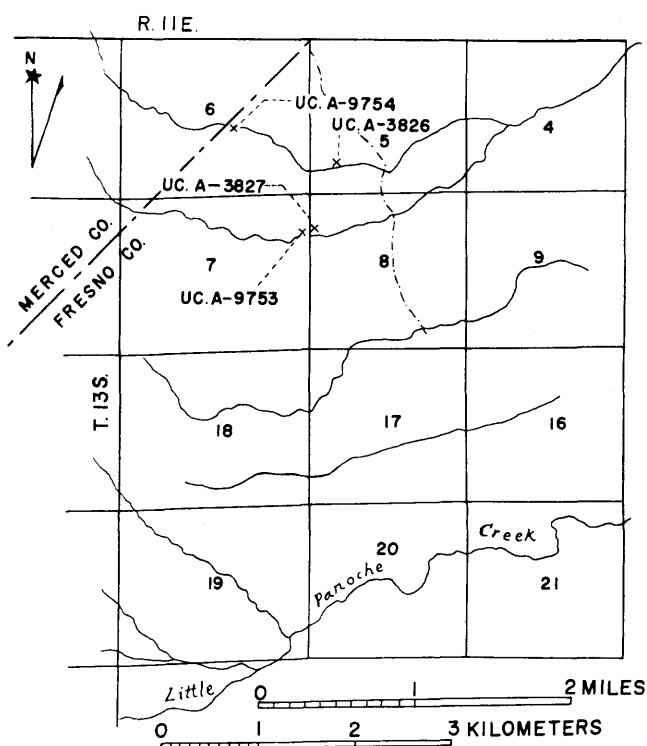 R. 11 E.
N
6
UC. A-9754
UC. A-3826
5
4
UC. A-3827
MERCED CO.
FRESNO CO.
7
8
9
UC. A-9753
T. 13 S.
18
17
16
19
20
21
Little Panoche Creek
0 1 2 MILES
0 1 2 3 KILOMETERS